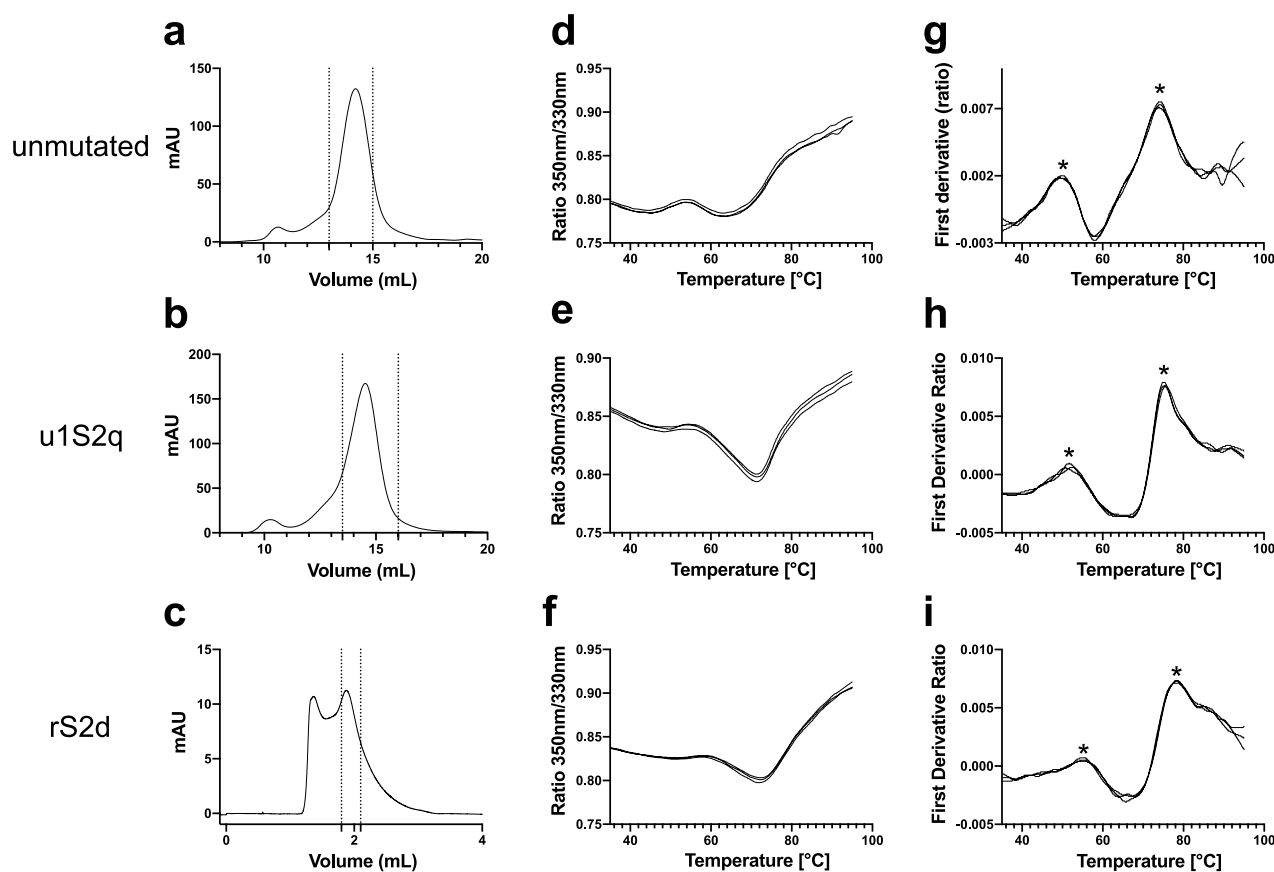 a
d
g
unmutated
mAU
150
100
50
0
10
15
20
Volume (mL)
Ratio 350nm/330nm
0.95
0.90
0.85
0.80
0.75
40
60
80
100
Temperature [°C]
First derivative (ratio)
0.007
0.002
-0.003
*
*
40
60
80
100
Temperature [°C]
b
e
h
u1S2q
mAU
200
150
100
50
0
10
15
20
Volume (mL)
Ratio 350nm/330nm
0.90
0.85
0.80
0.75
40
60
80
100
Temperature [°C]
First Derivative Ratio
0.010
0.005
0.000
-0.005
*
*
40
60
80
100
Temperature [°C]
c
f
i
rS2d
mAU
15
10
5
0
0
2
4
Volume (mL)
Ratio 350nm/330nm
0.95
0.90
0.85
0.80
0.75
40
60
80
100
Temperature [°C]
First Derivative Ratio
0.010
0.005
0.000
-0.005
*
*
40
60
80
100
Temperature [°C]